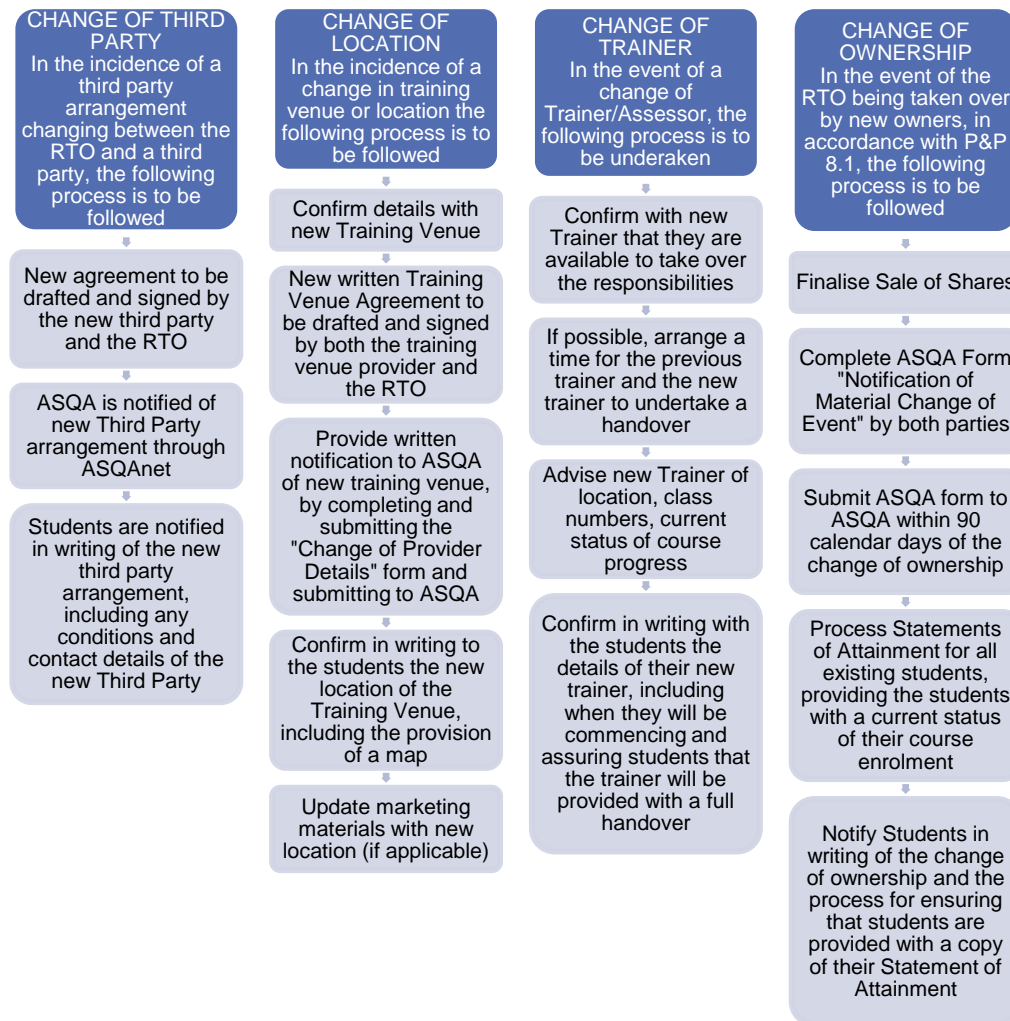 CHANGE OF THIRD
PARTY
In the incidence of a
third party
arrangement
changing between the
RTO and a third
party, the following
process is to be
followed
New agreement to be
drafted and signed by
the new third party
and the RTO
ASQA is notified of
new Third Party
arrangement through
ASQAnet
Students are notified
in writing of the new
third party
arrangement,
including any
conditions and
contact details of the
new Third Party
CHANGE OF
LOCATION
In the incidence of a
change in training
venue or location the
following process is to
be followed
Confirm details with
new Training Venue
New written Training
Venue Agreement to
be drafted and signed
by both the training
venue provider and
the RTO
Provide written
notification to ASQA
of new training venue,
by completing and
submitting the
"Change of Provider
Details" form and
submitting to ASQA
Confirm in writing to
the students the new
location of the
Training Venue,
including the provision
of a map
Update marketing
materials with new
location (if applicable)
CHANGE OF
TRAINER
In the event of a
change of
Trainer/Assessor, the
following process is to
be underaken
Confirm with new
Trainer that they are
available to take over
the responsibilities
If possible, arrange a
time for the previous
trainer and the new
trainer to undertake a
handover
Advise new Trainer of
location, class
numbers, current
status of course
progress
Confirm in writing with
the students the
details of their new
trainer, including
when they will be
commencing and
assuring students that
the trainer will be
provided with a full
handover
CHANGE OF
OWNERSHIP
In the event of the
RTO being taken over
by new owners, in
accordance with P&P
8.1, the following
process is to be
followed
Finalise Sale of Shares
Complete ASQA Form
"Notification of
Material Change of
Event" by both parties
Submit ASQA form to
ASQA within 90
calendar days of the
change of ownership
Process Statements
of Attainment for all
existing students,
providing the students
with a current status
of their course
enrolment
Notify Students in
writing of the change
of ownership and the
process for ensuring
that students are
provided with a copy
of their Statement of
Attainment